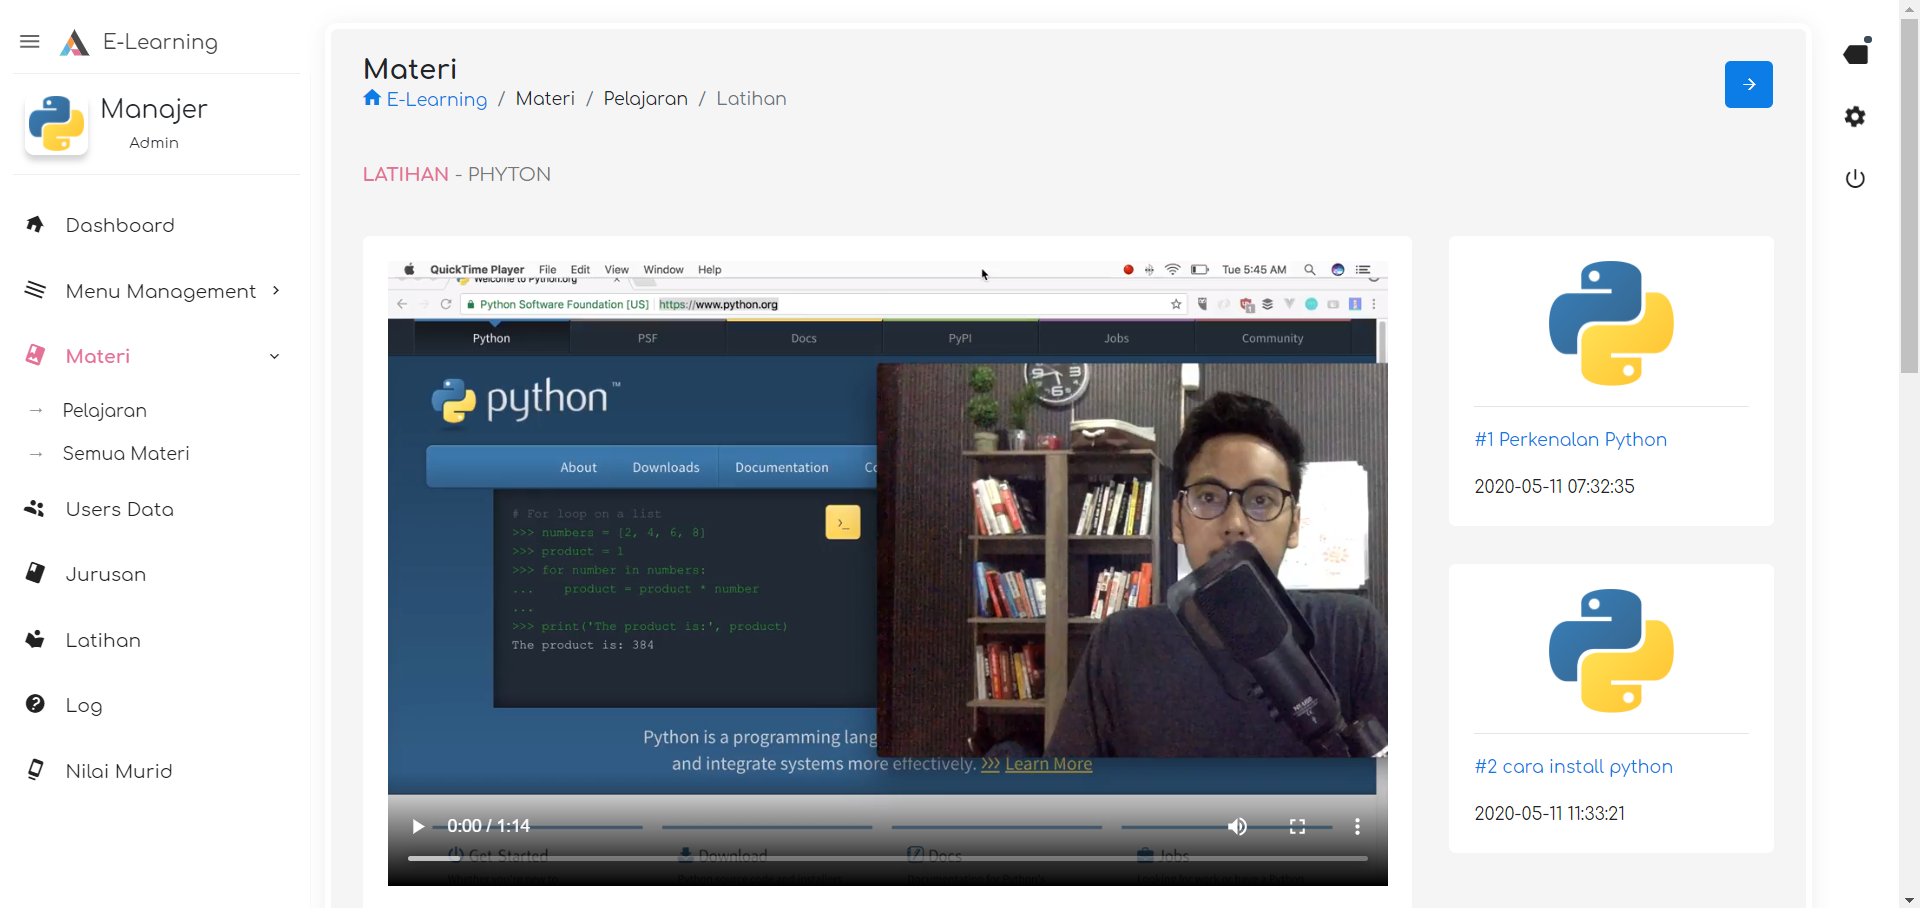 E-Learning
Manajer
Admin
Dashboard
Menu Management
Materi
Pelajaran
Semua Materi
Users Data
Jurusan
Latihan
Log
Nilai Murid
Materi
E-Learning / Materi / Pelajaran / Latihan
LATIHAN - PHYTON
QuickTime Player File Edit View Window Help Tue 5:45 AM
Welcome to Python.org
Python Software Foundation [US] https://www.python.org
Python PSF Docs PyPI Jobs Community
python™
About Downloads Documentation
# For loop on a list
>>> numbers = [2, 4, 6, 8]
>>> product = 1
>>> for number in numbers:
... product = product * number
...
>>> print('The product is:', product)
The product is: 384
>_
Python is a programming lang
and integrate systems more effectively. >>> Learn More
0:00 / 1:14
Get Started Download Docs Jobs
#1 Perkenalan Python
2020-05-11 07:32:35
#2 cara install python
2020-05-11 11:33:21